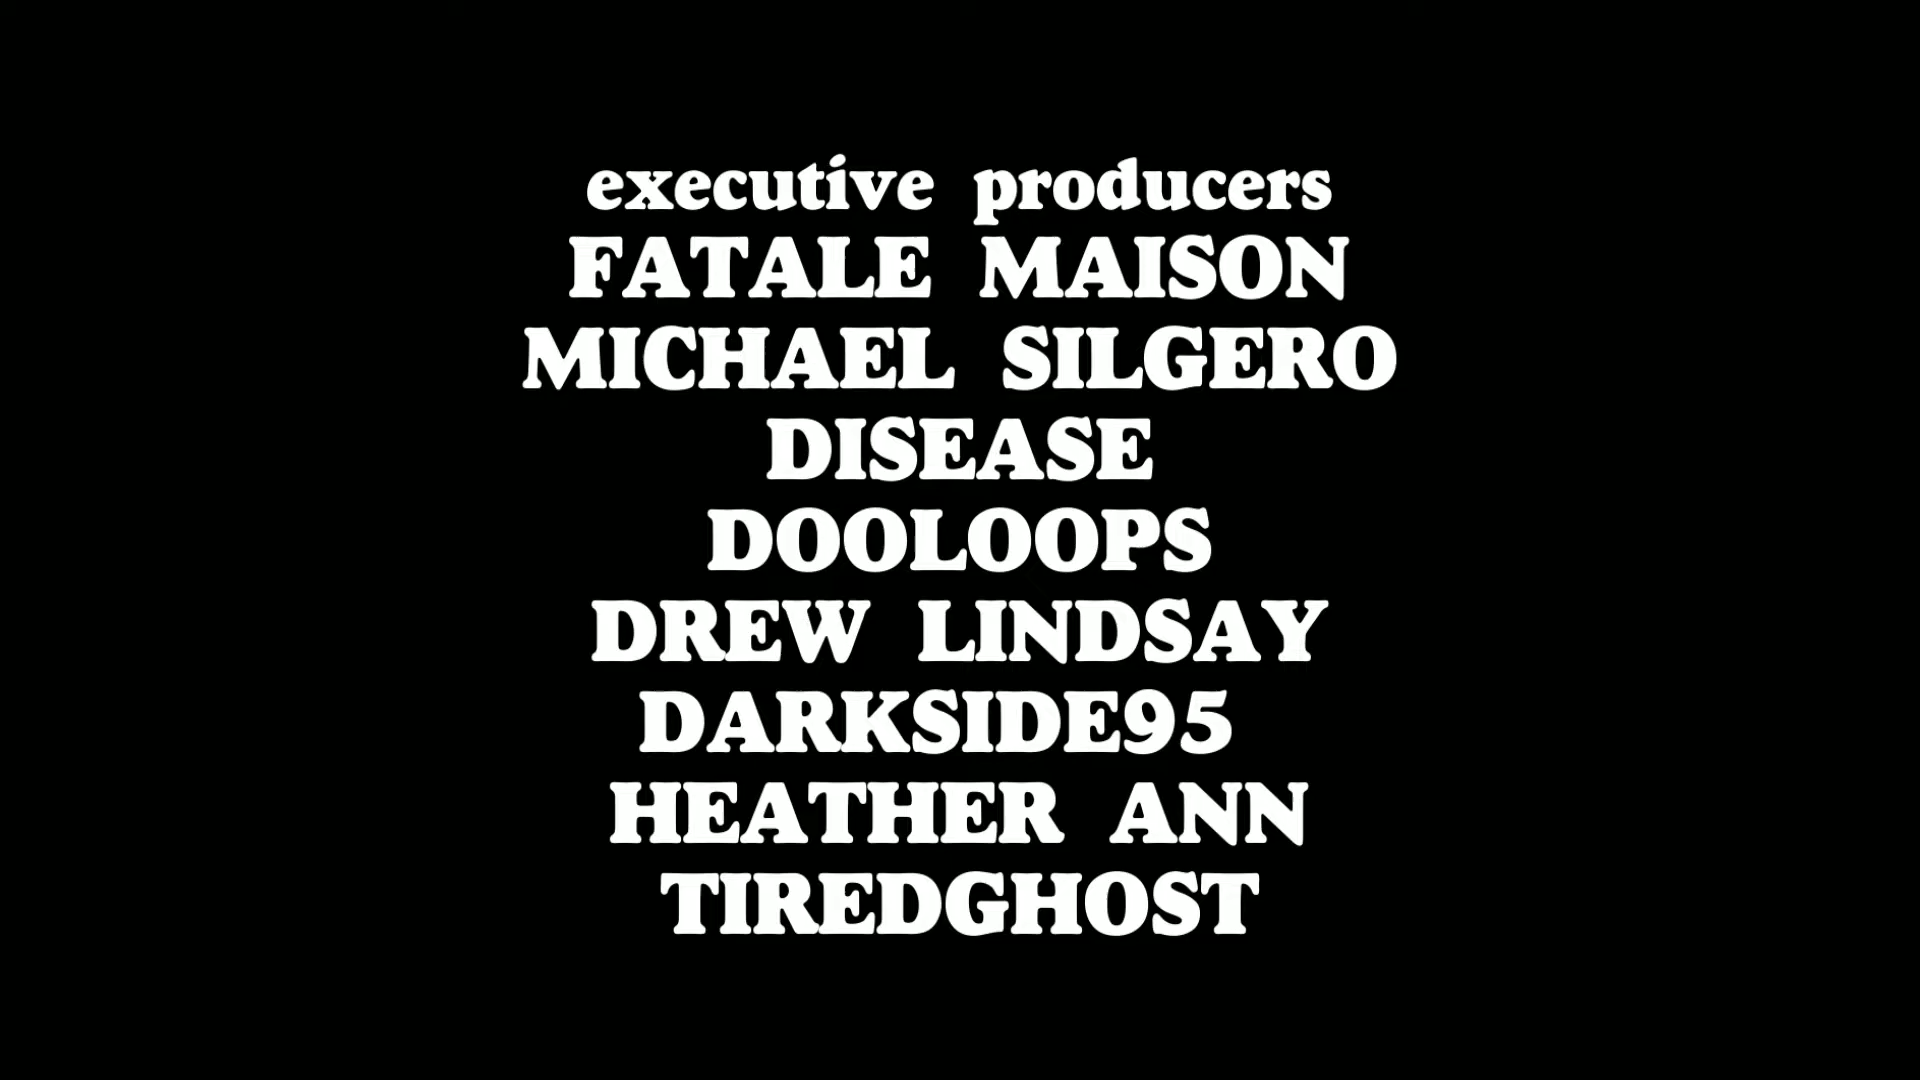 executive producers
FATALE MAISON
MICHAEL SILGERO
DISEASE
DOOLOOPS
DREW LINDSAY
DARKSIDE95
HEATHER ANN
TIREDGHOST